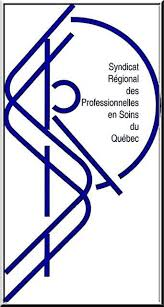 Syndicat
Régional
des
Professionnelles
en Soins
du
Québec